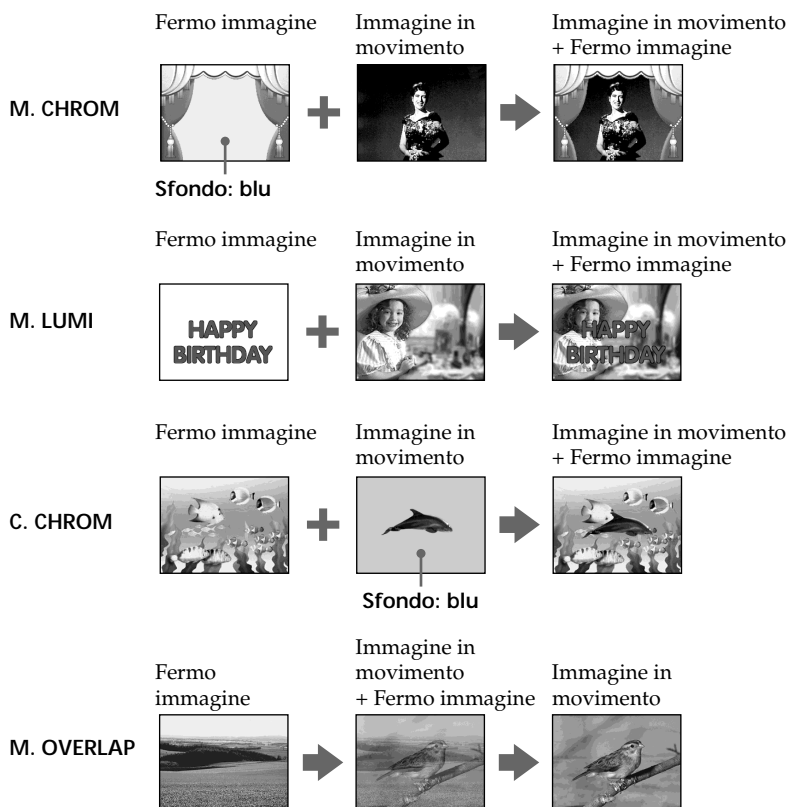 Fermo immagine
Immagine in
movimento
Immagine in movimento
+ Fermo immagine
M. CHROM
Sfondo: blu
Fermo immagine
Immagine in
movimento
Immagine in movimento
+ Fermo immagine
M. LUMI
HAPPY
BIRTHDAY
HAPPY
BIRTHDAY
Fermo immagine
Immagine in
movimento
Immagine in movimento
+ Fermo immagine
C. CHROM
Sfondo: blu
Fermo
immagine
Immagine in
movimento
+ Fermo immagine
Immagine in
movimento
M. OVERLAP